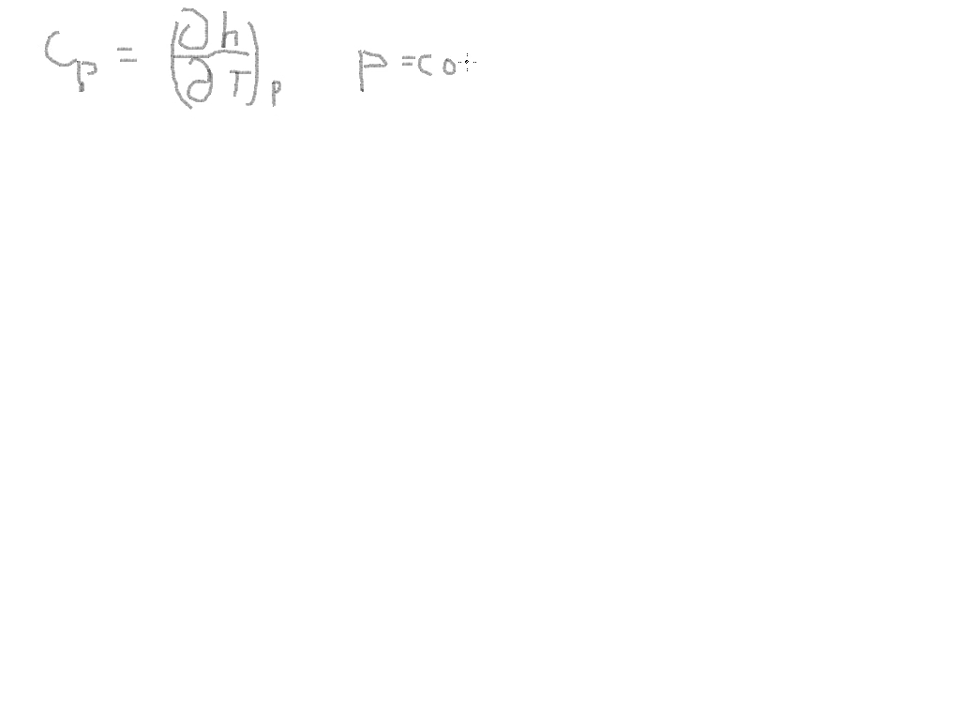 Cp = (∂h/∂T)p P = co